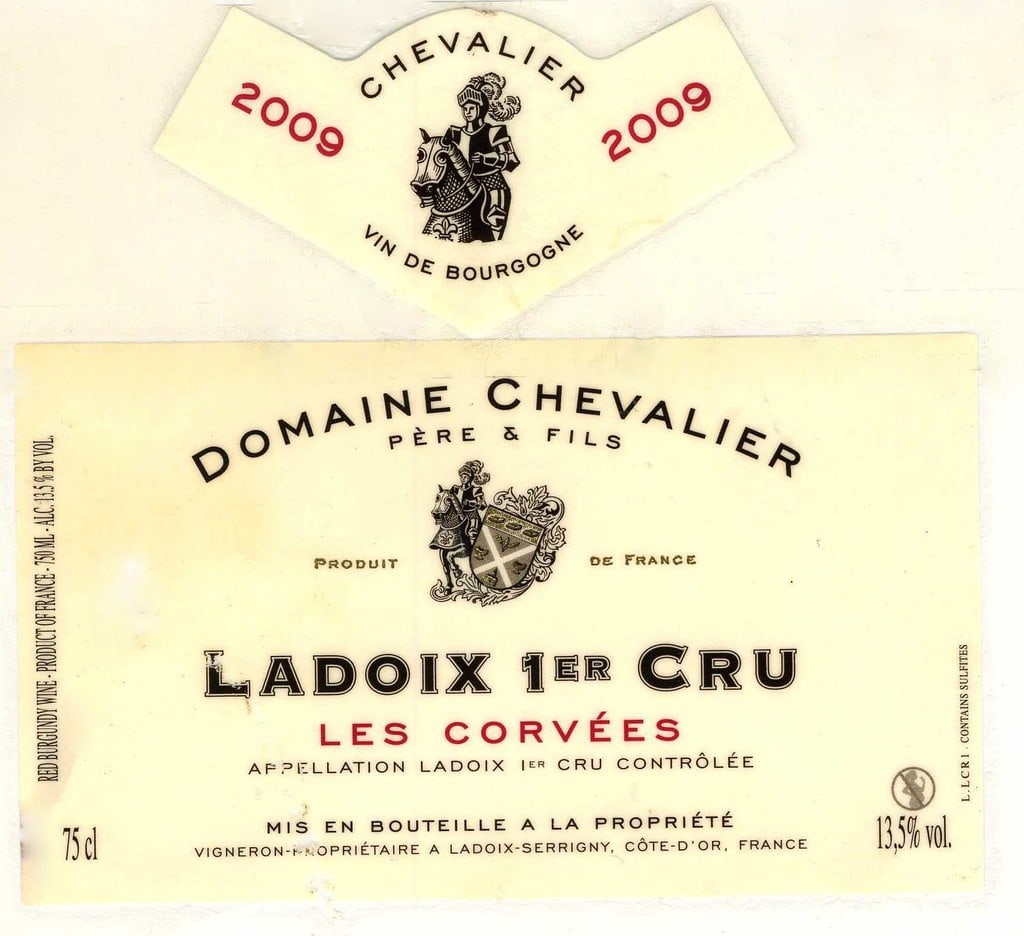 CHEVALIER
2009 2009
VIN DE BOURGOGNE
DOMAINE CHEVALIER
PÈRE & FILS
PRODUIT DE FRANCE
LADOIX 1ER CRU
LES CORVÉES
APPELLATION LADOIX 1ER CRU CONTRÔLÉE
MIS EN BOUTEILLE A LA PROPRIÉTÉ
VIGNERON-PROPRIÉTAIRE A LADOIX-SERRIGNY, CÔTE-D'OR, FRANCE
75 cl
13,5% vol.
RED BURGUNDY WINE - PRODUCT OF FRANCE - 750 ML - ALC. 13.5 % BY VOL.
L.LCR1 - CONTAINS SULFITES